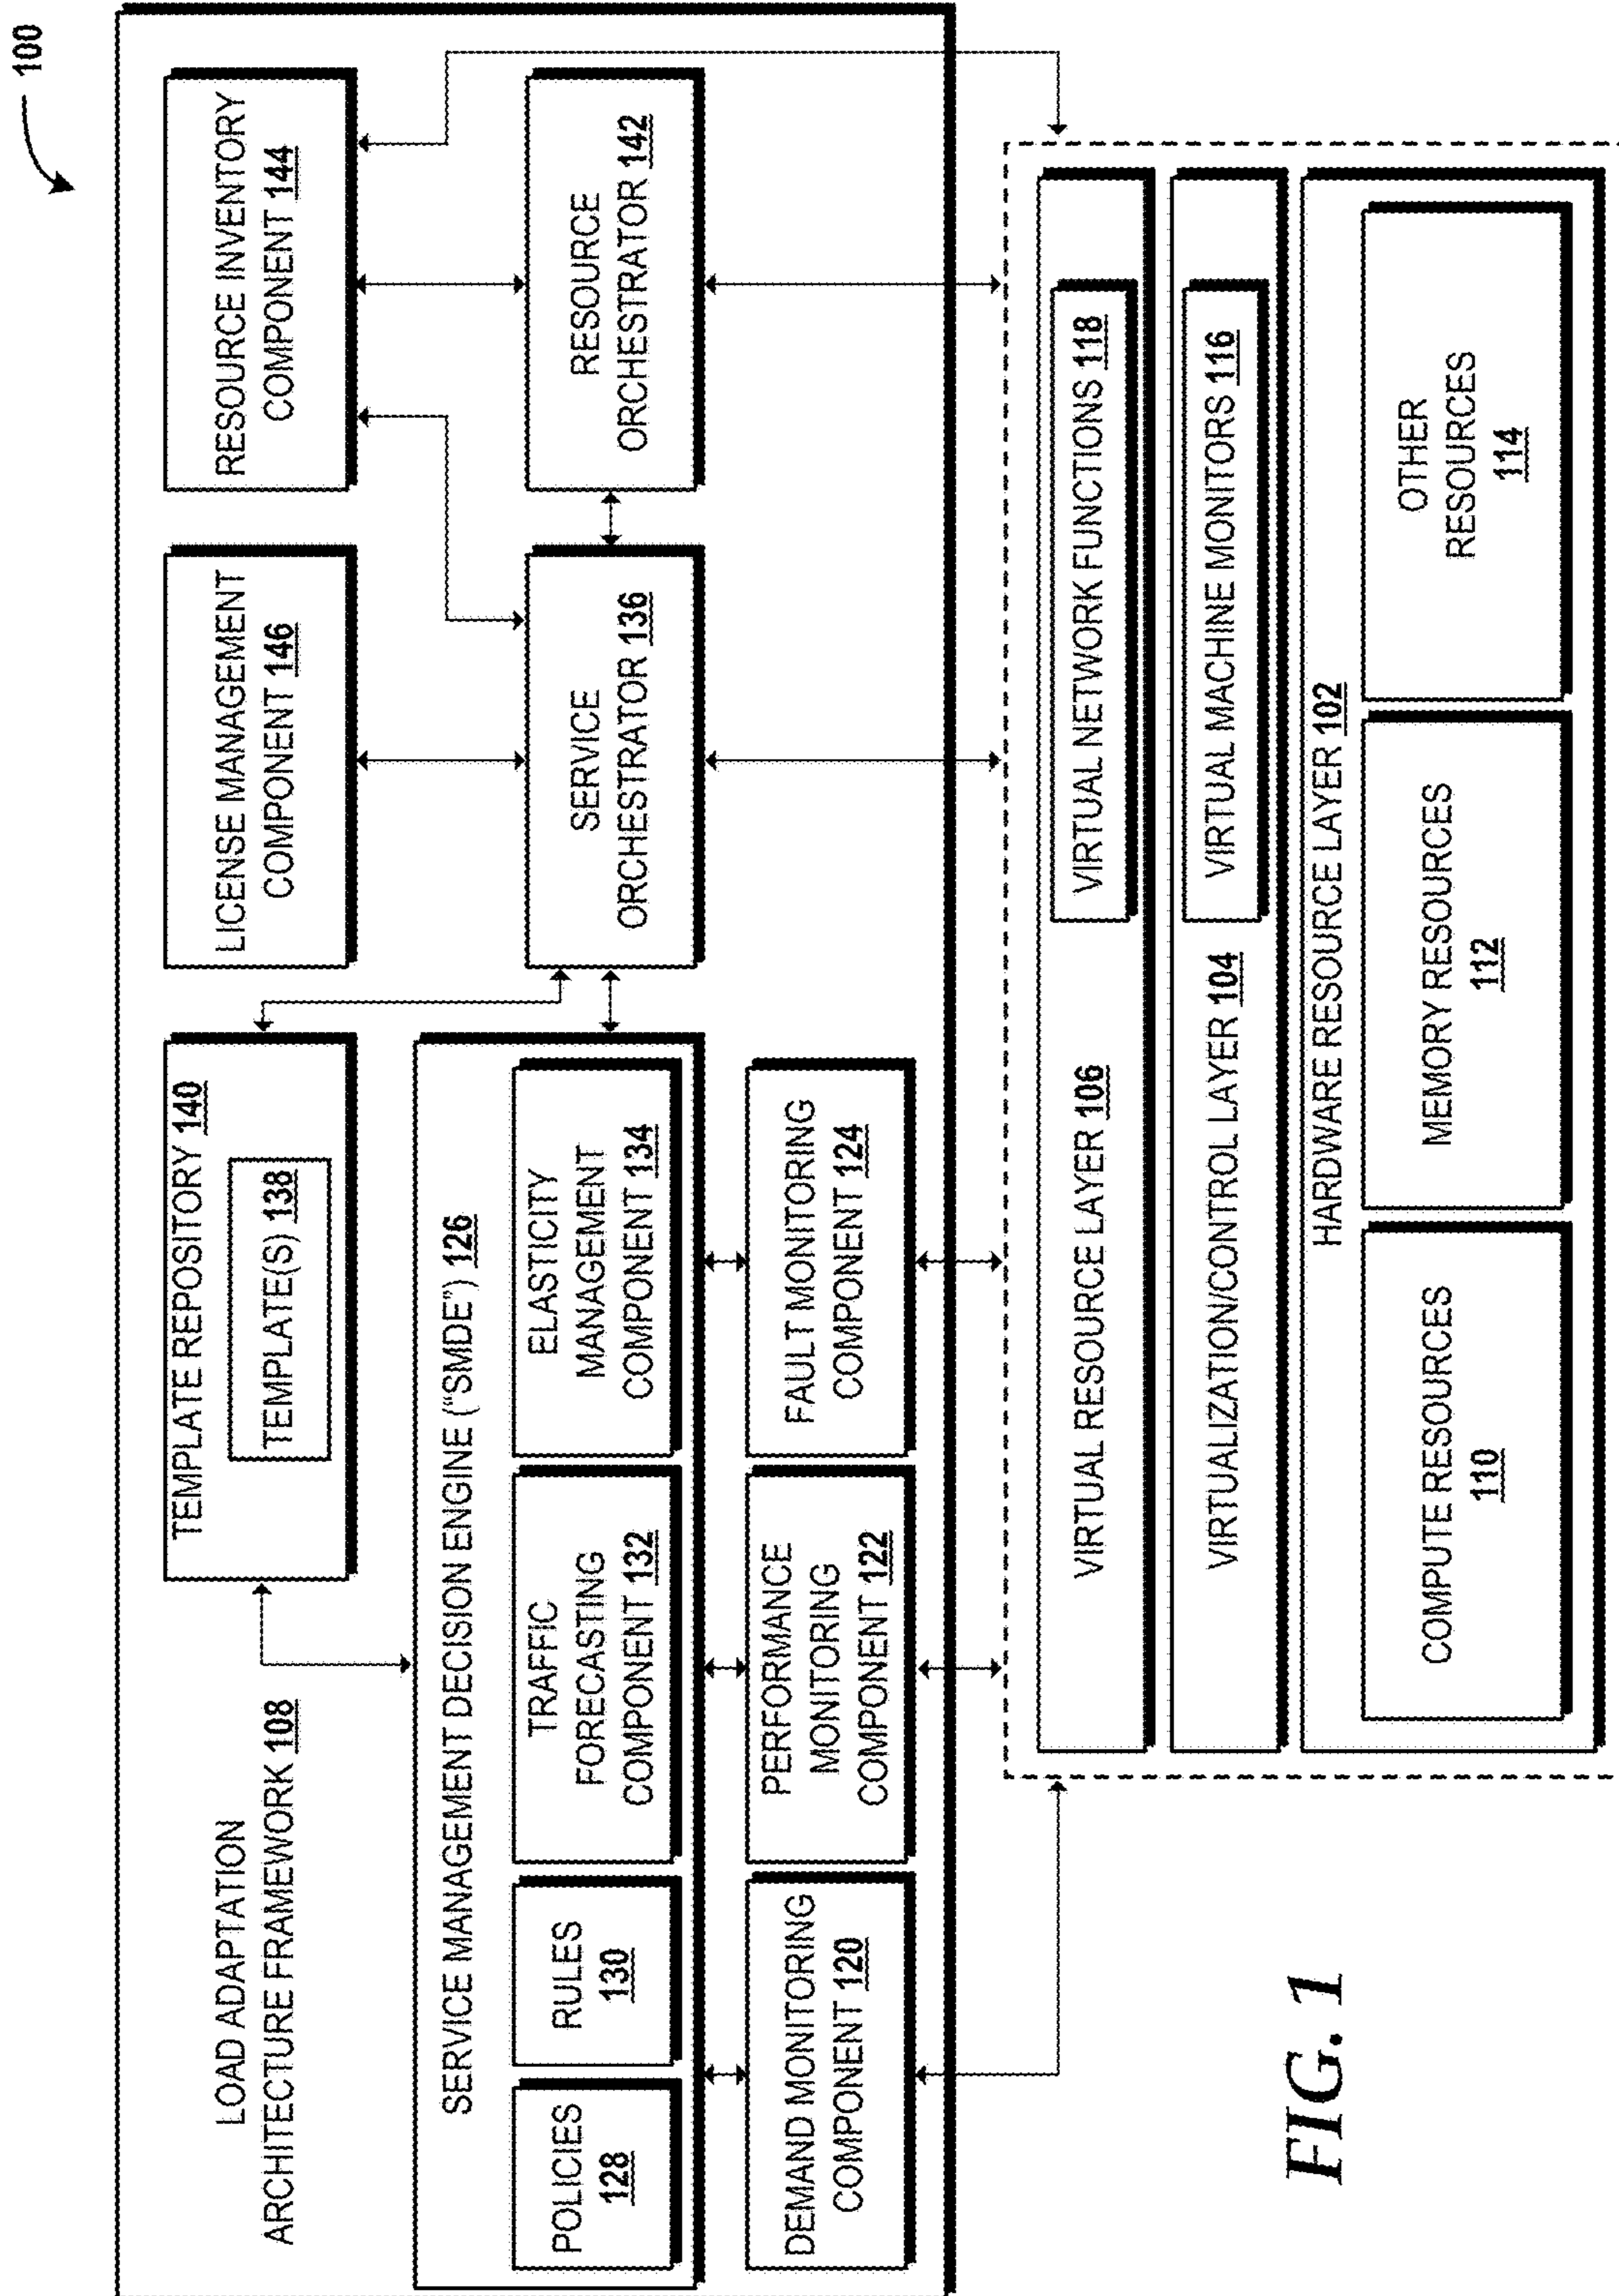 100
LOAD ADAPTATION
ARCHITECTURE FRAMEWORK 108
TEMPLATE REPOSITORY 140
TEMPLATE(S) 138
LICENSE MANAGEMENT
COMPONENT 146
RESOURCE INVENTORY
COMPONENT 144
SERVICE MANAGEMENT DECISION ENGINE (“SMDE”) 126
POLICIES
128
RULES
130
TRAFFIC
FORECASTING
COMPONENT 132
ELASTICITY
MANAGEMENT
COMPONENT 134
SERVICE
ORCHESTRATOR 136
RESOURCE
ORCHESTRATOR 142
DEMAND MONITORING
COMPONENT 120
PERFORMANCE
MONITORING
COMPONENT 122
FAULT MONITORING
COMPONENT 124
VIRTUAL RESOURCE LAYER 106
VIRTUAL NETWORK FUNCTIONS 118
VIRTUALIZATION/CONTROL LAYER 104
VIRTUAL MACHINE MONITORS 116
HARDWARE RESOURCE LAYER 102
COMPUTE RESOURCES
110
MEMORY RESOURCES
112
OTHER
RESOURCES
114
FIG. 1